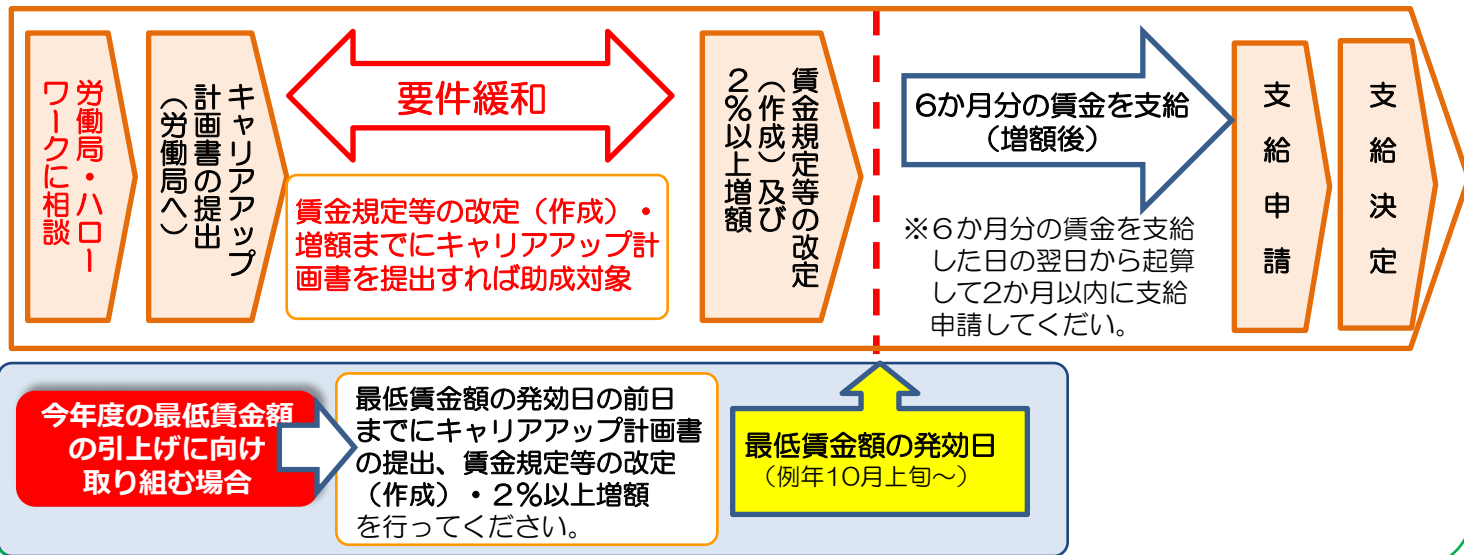 労働局・ハロー
ワークに相談
キャリアアップ
計画書の提出
（労働局へ）
要件緩和
賃金規定等の改定（作成）・
増額までにキャリアアップ計
画書を提出すれば助成対象
賃金規定等の改定
（作成）及び
２％以上増額
6か月分の賃金を支給
（増額後）
※６か月分の賃金を支給
した日の翌日から起算
して2か月以内に支給
申請してくだい。
支給申請
支給決定
今年度の最低賃金額
の引上げに向け
取り組む場合
最低賃金額の発効日の前日
までにキャリアアップ計画書
の提出、賃金規定等の改定
（作成）・２％以上増額
を行ってください。
最低賃金額の発効日
（例年10月上旬～）